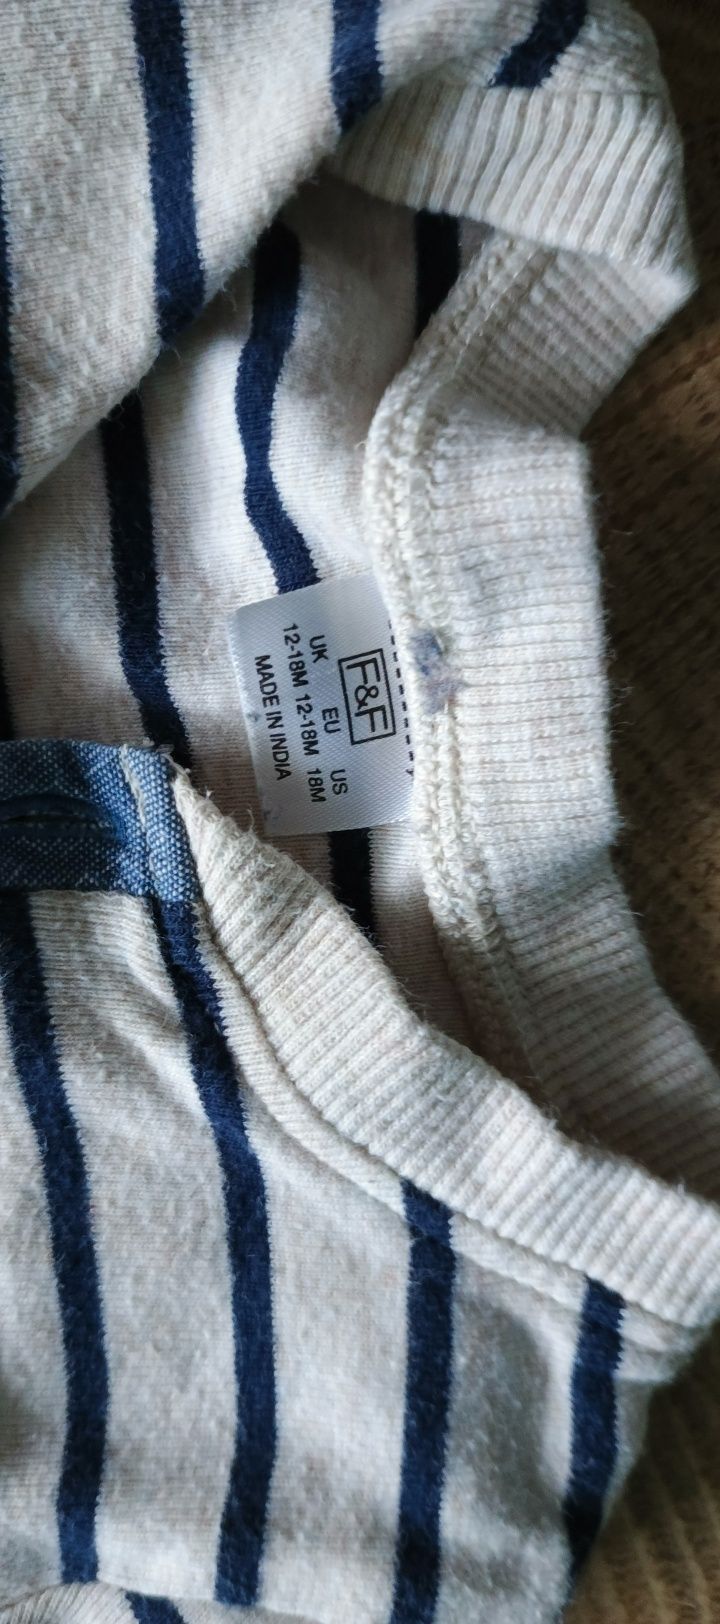 F&F
UK EU US
12-18M 12-18M 18M
MADE IN INDIA